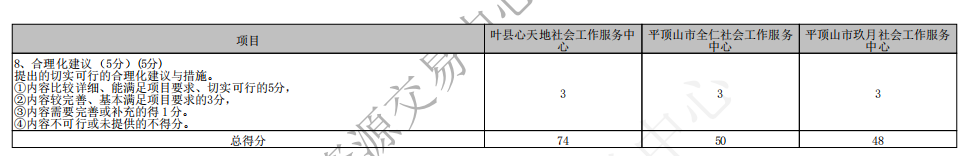 项目 叶县心天地社会工作服务中心 平顶山市全仁社会工作服务中心 平顶山市玖月社会工作服务中心
8、合理化建议（5分）(5分)
提出的切实可行的合理化建议与措施。
①内容比较详细、能满足项目要求、切实可行的5分，
②内容较完善、基本满足项目要求的3分，
③内容需要完善或补充的得１分。
④内容不可行或未提供的不得分。
3 3 3
总得分 74 50 48
源交易中心
中心